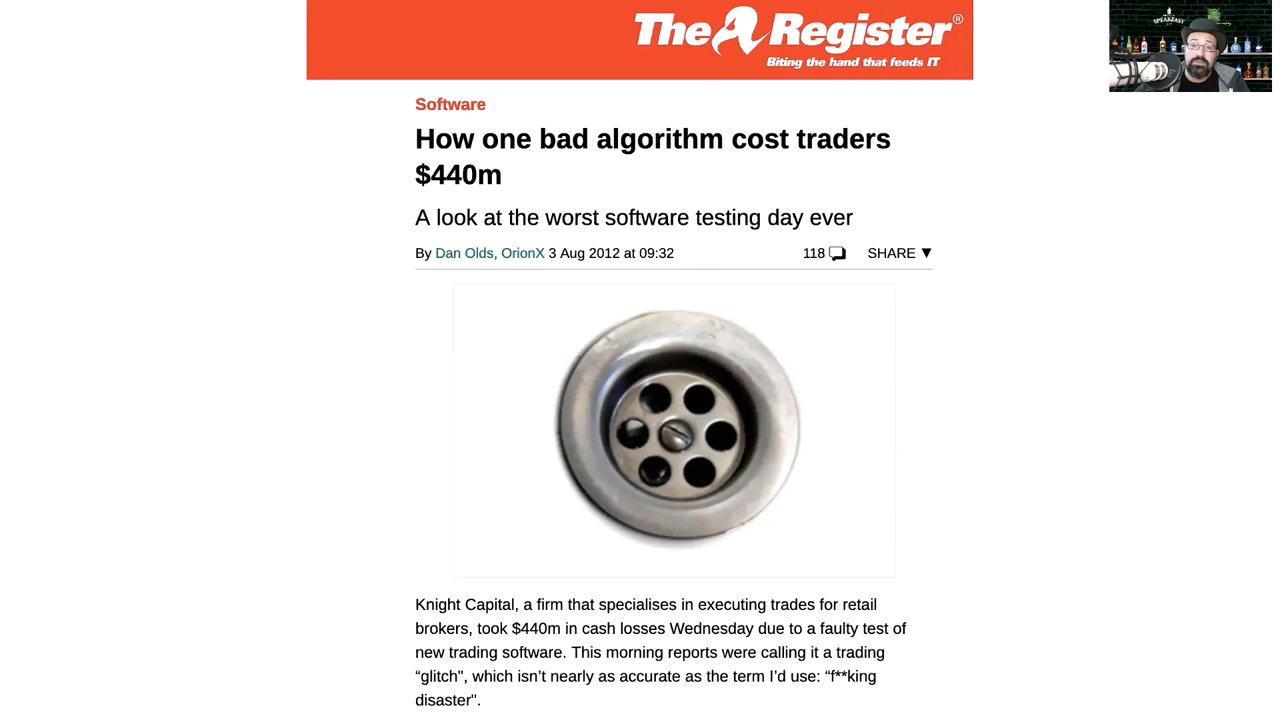 The Register®
Biting the hand that feeds IT
SPEAKEASY
Software
How one bad algorithm cost traders
$440m
A look at the worst software testing day ever
By Dan Olds, OrionX 3 Aug 2012 at 09:32
118
SHARE ▼
Knight Capital, a firm that specialises in executing trades for retail
brokers, took $440m in cash losses Wednesday due to a faulty test of
new trading software. This morning reports were calling it a trading
“glitch", which isn’t nearly as accurate as the term I’d use: “f**king
disaster".